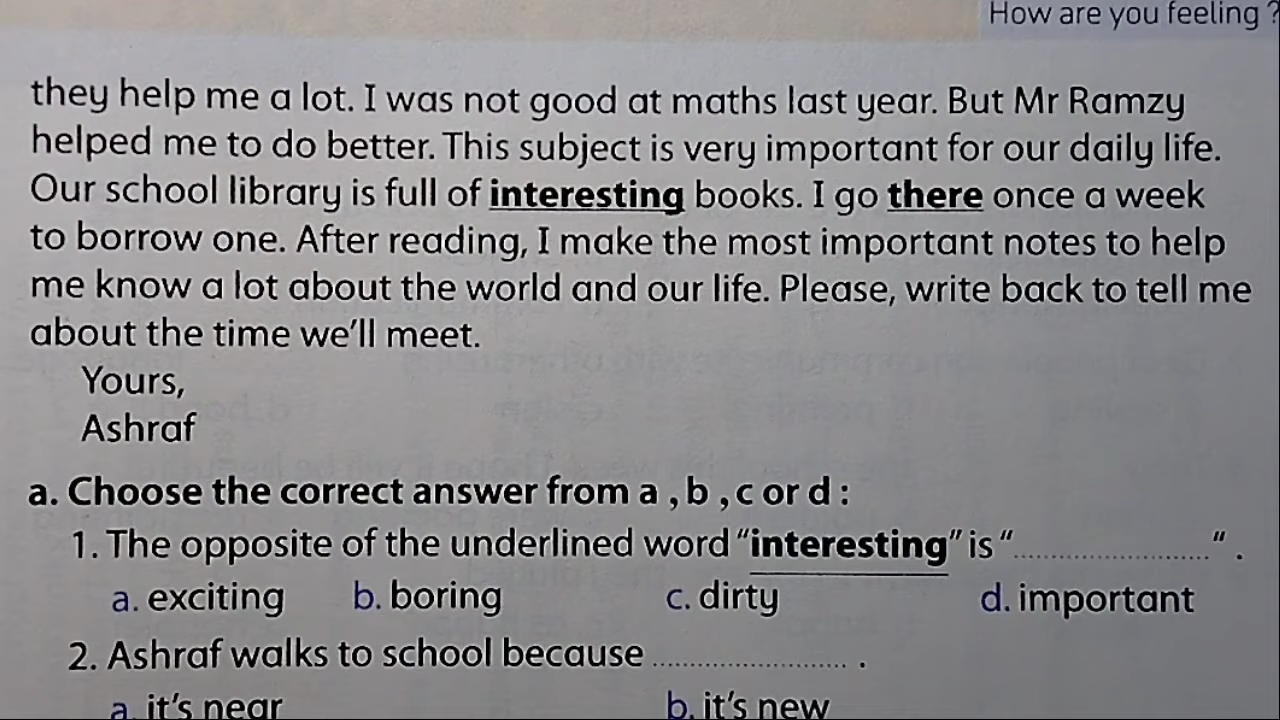 How are you feeling ?
they help me a lot. I was not good at maths last year. But Mr Ramzy
helped me to do better. This subject is very important for our daily life.
Our school library is full of interesting books. I go there once a week
to borrow one. After reading, I make the most important notes to help
me know a lot about the world and our life. Please, write back to tell me
about the time we'll meet.
Yours,
Ashraf
a. Choose the correct answer from a , b , c or d :
1. The opposite of the underlined word "interesting" is "........................" .
a. exciting b. boring c. dirty d. important
2. Ashraf walks to school because ........................ .
a. it's near b. it's new